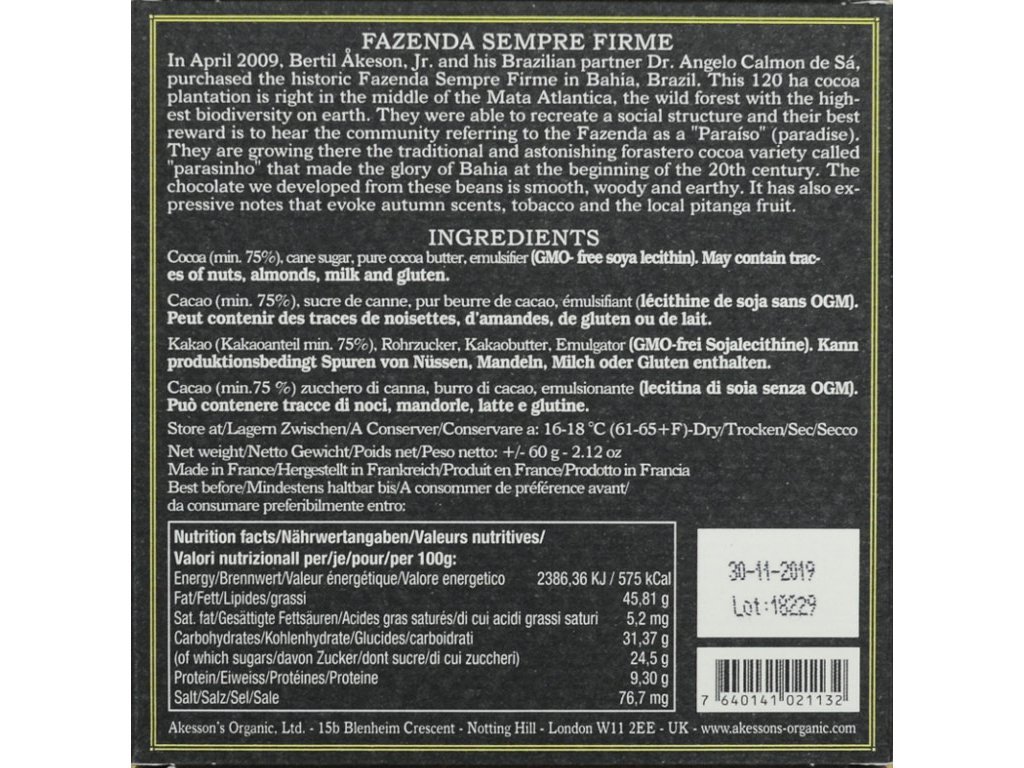 FAZENDA SEMPRE FIRME
In April 2009, Bertil Åkeson, Jr. and his Brazilian partner Dr. Angelo Calmon de Sá,
purchased the historic Fazenda Sempre Firme in Bahia, Brazil. This 120 ha cocoa
plantation is right in the middle of the Mata Atlantica, the wild forest with the high-
est biodiversity on earth. They were able to recreate a social structure and their best
reward is to hear the community referring to the Fazenda as a "Paraíso" (paradise).
They are growing there the traditional and astonishing forastero cocoa variety called
"parasinho" that made the glory of Bahia at the beginning of the 20th century. The
chocolate we developed from these beans is smooth, woody and earthy. It has also ex-
pressive notes that evoke autumn scents, tobacco and the local pitanga fruit.
INGREDIENTS
Cocoa (min. 75%), cane sugar, pure cocoa butter, emulsifier (GMO- free soya lecithin). May contain trac-
es of nuts, almonds, milk and gluten.
Cacao (min. 75%), sucre de canne, pur beurre de cacao, émulsifiant (lécithine de soja sans OGM).
Peut contenir des traces de noisettes, d'amandes, de gluten ou de lait.
Kakao (Kakaoanteil min. 75%), Rohrzucker, Kakaobutter, Emulgator (GMO-frei Sojalecithine). Kann
produktionsbedingt Spuren von Nüssen, Mandeln, Milch oder Gluten enthalten.
Cacao (min.75 %) zucchero di canna, burro di cacao, emulsionante (lecitina di soia senza OGM).
Può contenere tracce di noci, mandorle, latte e glutine.
Store at/Lagern Zwischen/A Conserver/Conservare a: 16-18 °C (61-65+F)-Dry/Trocken/Sec/Secco
Net weight/Netto Gewicht/Poids net/Peso netto: +/- 60 g - 2.12 oz
Made in France/Hergestellt in Frankreich/Produit en France/Prodotto in Francia
Best before/Mindestens haltbar bis/A consommer de préférence avant/
da consumare preferibilmente entro:
Nutrition facts/Nährwertangaben/Valeurs nutritives/
Valori nutrizionall per/je/pour/per 100g:
Energy/Brennwert/Valeur énergétique/Valore energetico 2386,36 KJ / 575 kCal
Fat/Fett/Lipides/grassi 45,81 g
Sat. fat/Gesättigte Fettsäuren/Acides gras saturés/di cui acidi grassi saturi 5,2 mg
Carbohydrates/Kohlenhydrate/Glucides/carboidrati 31,37 g
(of which sugars/davon Zucker/dont sucre/di cui zuccheri) 24,5 g
Protein/Eiweiss/Protéines/Proteine 9,30 g
Salt/Salz/Sel/Sale 76,7 mg
30-11-2019
Lot:18229
7 640141 021132
Akesson's Organic, Ltd. - 15b Blenheim Crescent - Notting Hill - London W11 2EE - UK - www.akessons-organic.com